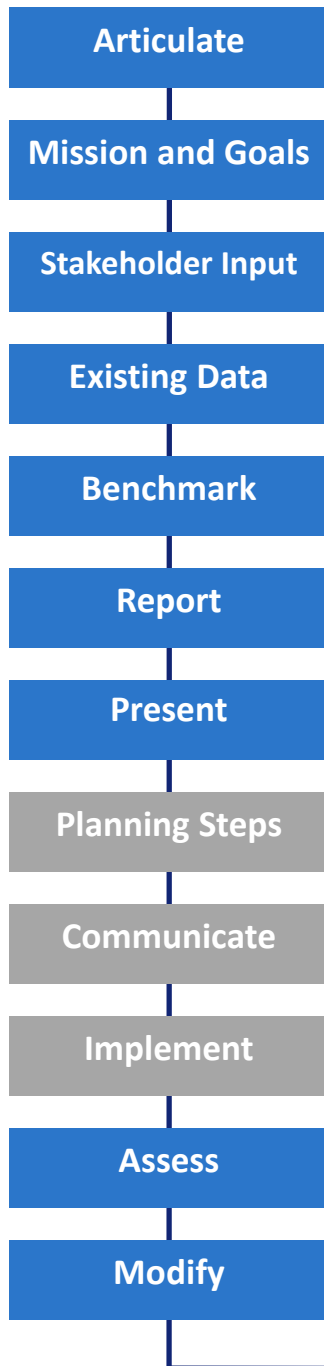 Articulate
Mission and Goals
Stakeholder Input
Existing Data
Benchmark
Report
Present
Planning Steps
Communicate
Implement
Assess
Modify